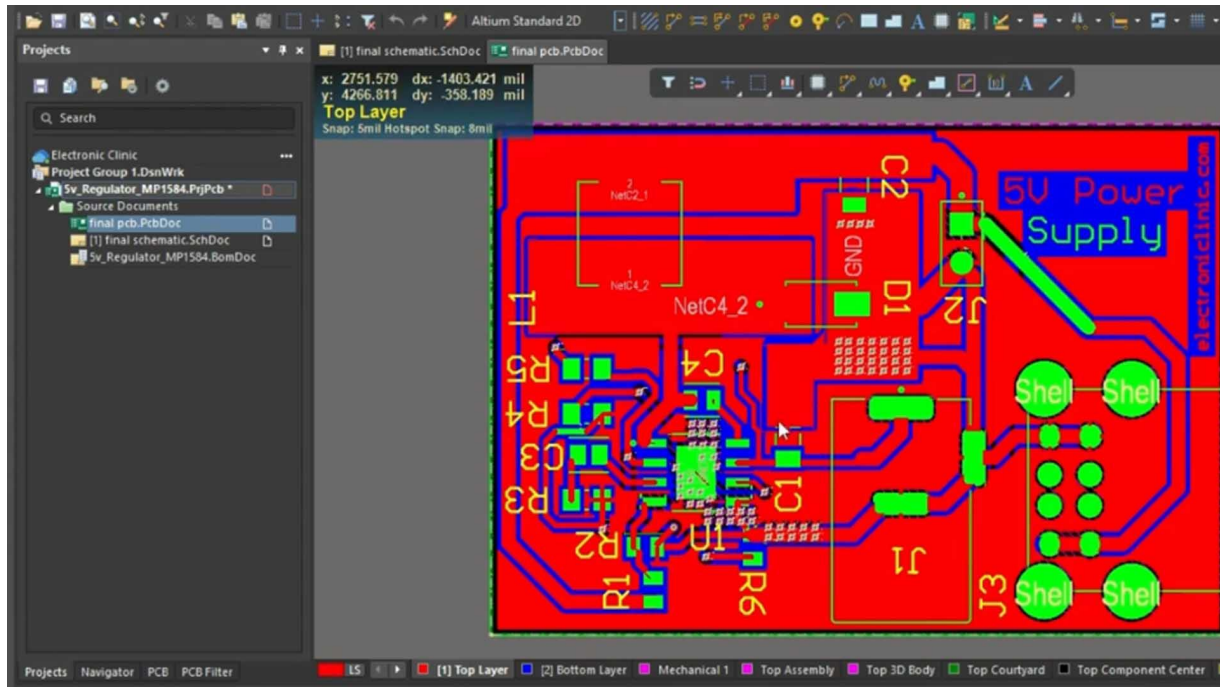 Altium Standard 2D
Projects
[1] final schematic.SchDoc
final pcb.PcbDoc
x: 2751.579 dx: -1403.421 mil
y: 4266.811 dy: -358.189 mil
Top Layer
Snap: 5mil Hotspot Snap: 8mil
Search
Electronic Clinic
Project Group 1.DsnWrk
5v_Regulator_MP1584.PrjPcb *
Source Documents
final pcb.PcbDoc
[1] final schematic.SchDoc
5v_Regulator_MP1584.BomDoc
2
NetC2_1
1
NetC4_2
L1
C2
GND
NetC4_2
D1
J2
5V Power
Supply
electroniclinic.com
R5
C4
R4
C3
R3
R2
R1
U1
R6
C1
J1
J3
Shell
Shell
Shell
Shell
Projects
Navigator
PCB
PCB Filter
LS
[1] Top Layer
[2] Bottom Layer
Mechanical 1
Top Assembly
Top 3D Body
Top Courtyard
Top Component Center